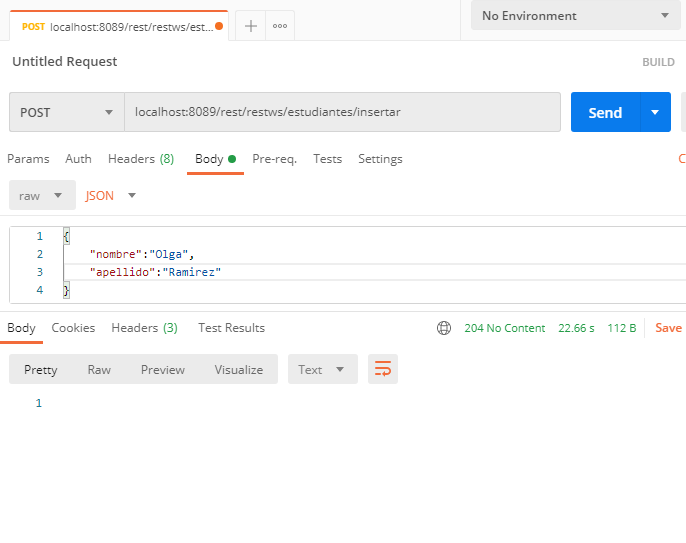 POST localhost:8089/rest/restws/est... + ooo No Environment
Untitled Request BUILD
POST localhost:8089/rest/restws/estudiantes/insertar Send
Params Auth Headers (8) Body Pre-req. Tests Settings C
raw JSON
1 {
2 "nombre":"Olga",
3 "apellido":"Ramirez"
4 }
Body Cookies Headers (3) Test Results 204 No Content 22.66 s 112 B Save
Pretty Raw Preview Visualize Text
1